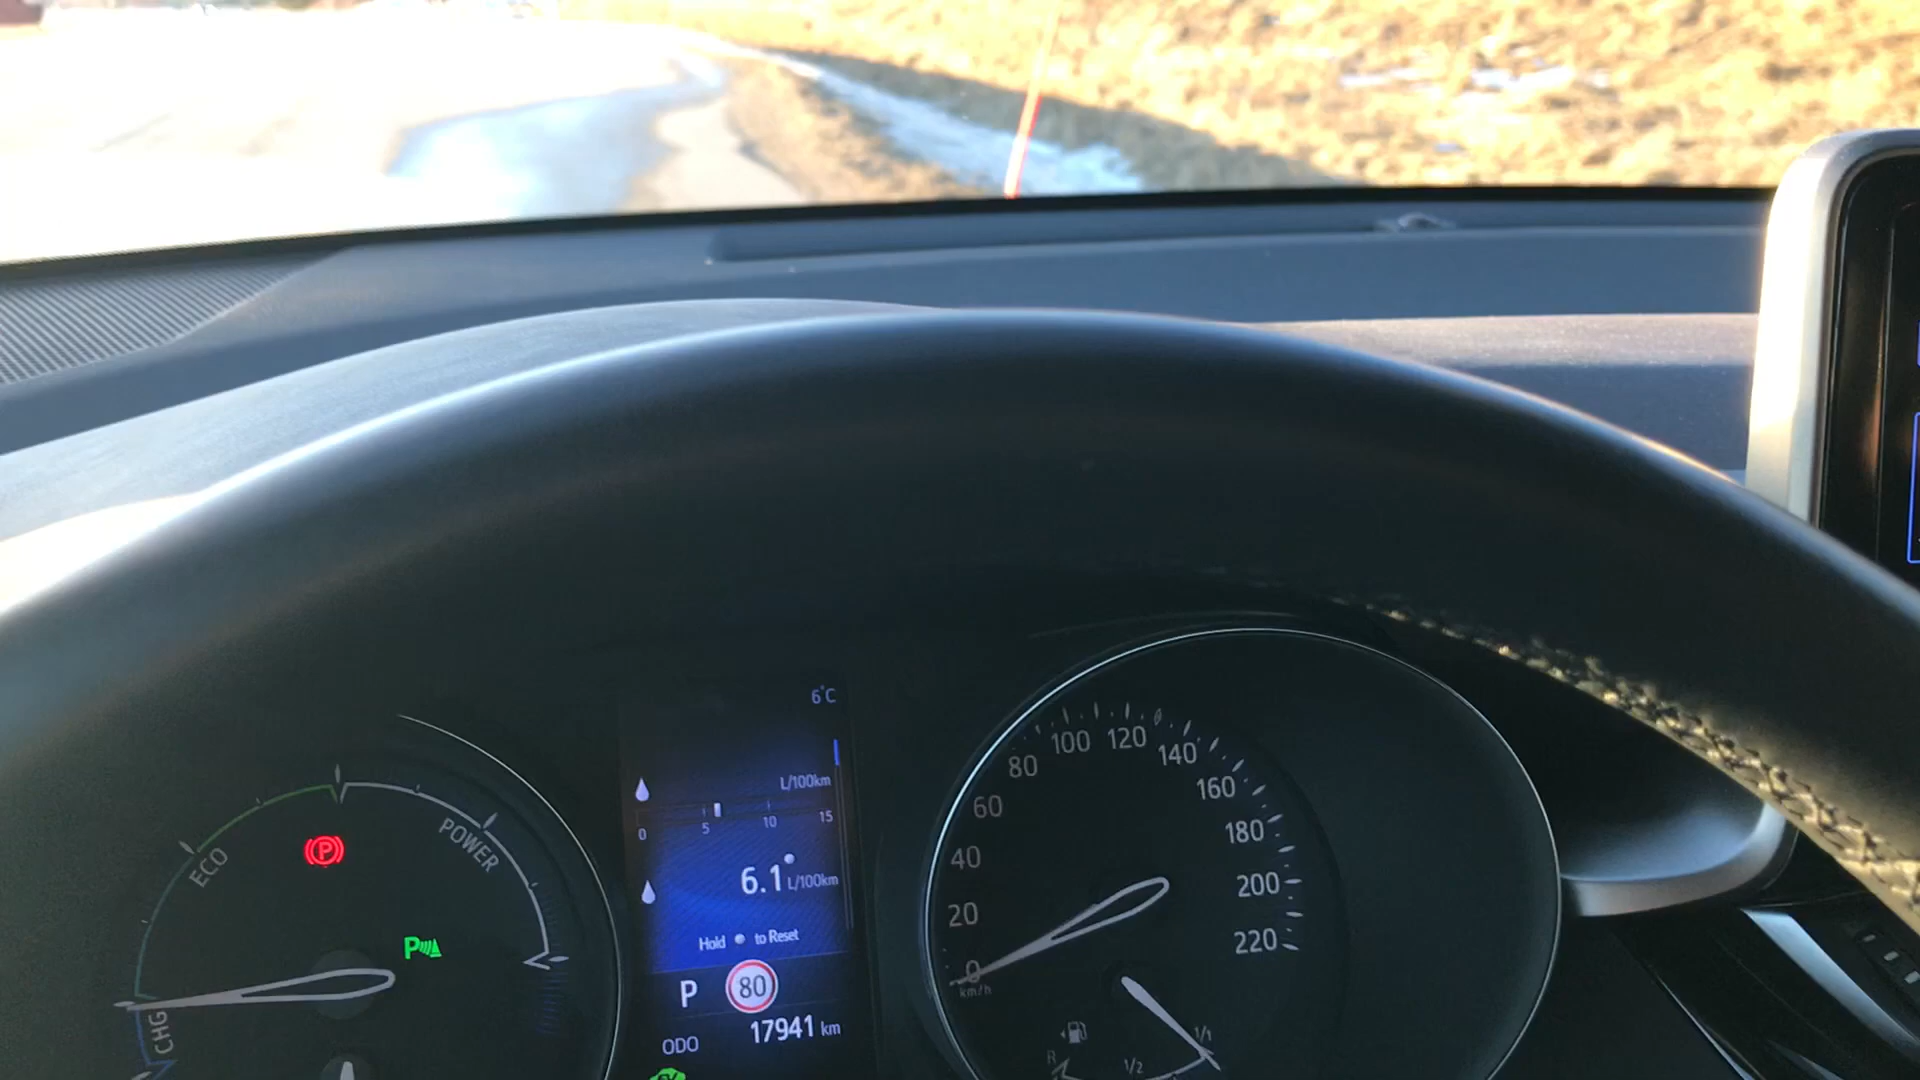 6°C
L/100km
0 5 10 15
6.1 L/100km
Hold to Reset
P 80
ODO 17941 km
CHG ECO POWER
P
P
0 20 40 60 80 100 120 140 160 180 200 220
km/h
R 1/2 1/1